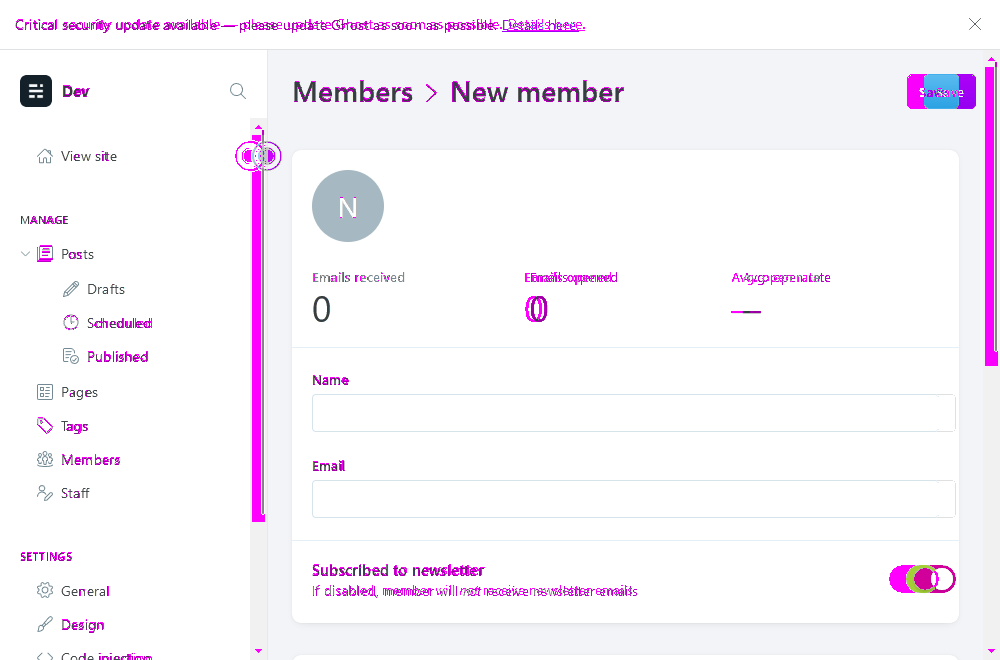 Critical security update available — please update Ghost as soon as possible. Details here.
Dev
Members > New member
Save
View site
N
MANAGE
Posts
Emails received
Emails opened
Avg. open rate
Drafts
0
0
—
Scheduled
Published
Name
Pages
Tags
Members
Email
Staff
SETTINGS
Subscribed to newsletter
General
If disabled, member will not receive newsletter emails
Design
Code injection